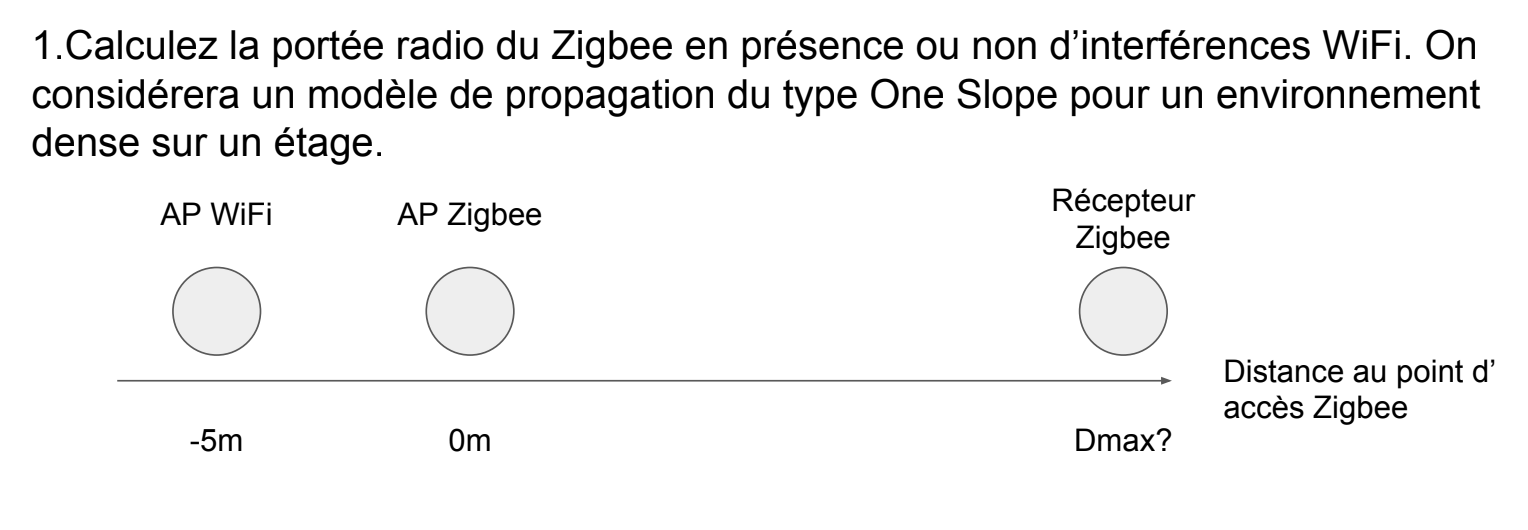 1.Calculez la portée radio du Zigbee en présence ou non d’interférences WiFi. On
considérera un modèle de propagation du type One Slope pour un environnement
dense sur un étage.
AP WiFi
AP Zigbee
Récepteur
Zigbee
Distance au point d’
accès Zigbee
-5m
0m
Dmax?